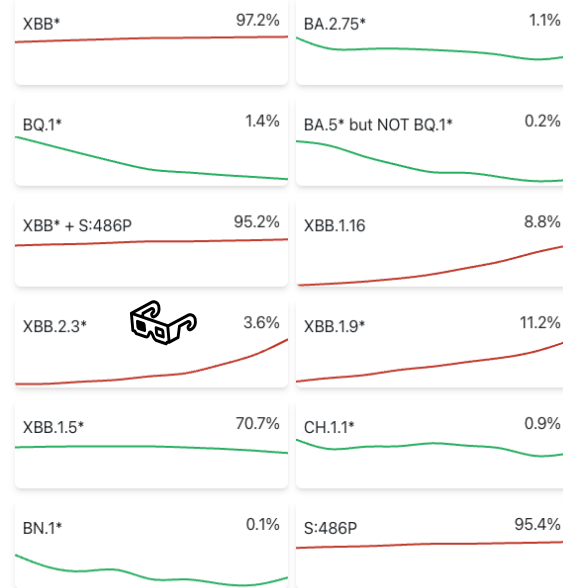 XBB* 97.2%
BA.2.75* 1.1%
BQ.1* 1.4%
BA.5* but NOT BQ.1* 0.2%
XBB* + S:486P 95.2%
XBB.1.16 8.8%
XBB.2.3* 3.6%
XBB.1.9* 11.2%
XBB.1.5* 70.7%
CH.1.1* 0.9%
BN.1* 0.1%
S:486P 95.4%